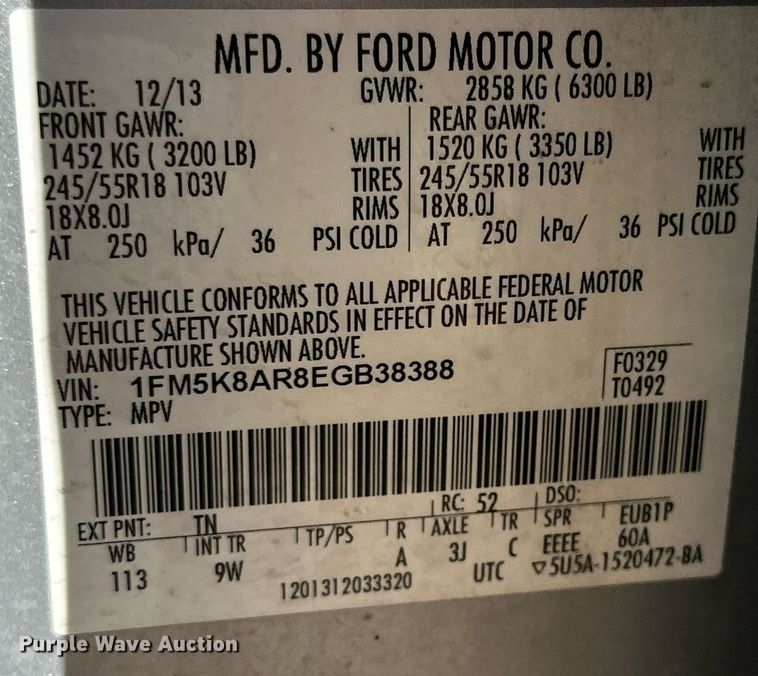 MFD. BY FORD MOTOR CO.
DATE: 12/13 GVWR: 2858 KG ( 6300 LB)
FRONT GAWR: REAR GAWR:
1452 KG ( 3200 LB) WITH 1520 KG ( 3350 LB) WITH
245/55R18 103V TIRES 245/55R18 103V TIRES
18X8.0J RIMS 18X8.0J RIMS
AT 250 kPa/ 36 PSI COLD AT 250 kPa/ 36 PSI COLD
THIS VEHICLE CONFORMS TO ALL APPLICABLE FEDERAL MOTOR
VEHICLE SAFETY STANDARDS IN EFFECT ON THE DATE OF
MANUFACTURE SHOWN ABOVE.
VIN: 1FM5K8AR8EGB38388 F0329
TYPE: MPV T0492
EXT PNT: TN RC: 52 DSO:
WB INT TR TP/PS R AXLE TR SPR EUB1P
113 9W A 3J C EEEE 60A
1201312033320 UTC ▽5U5A-1520472-BA
Purple Wave Auction